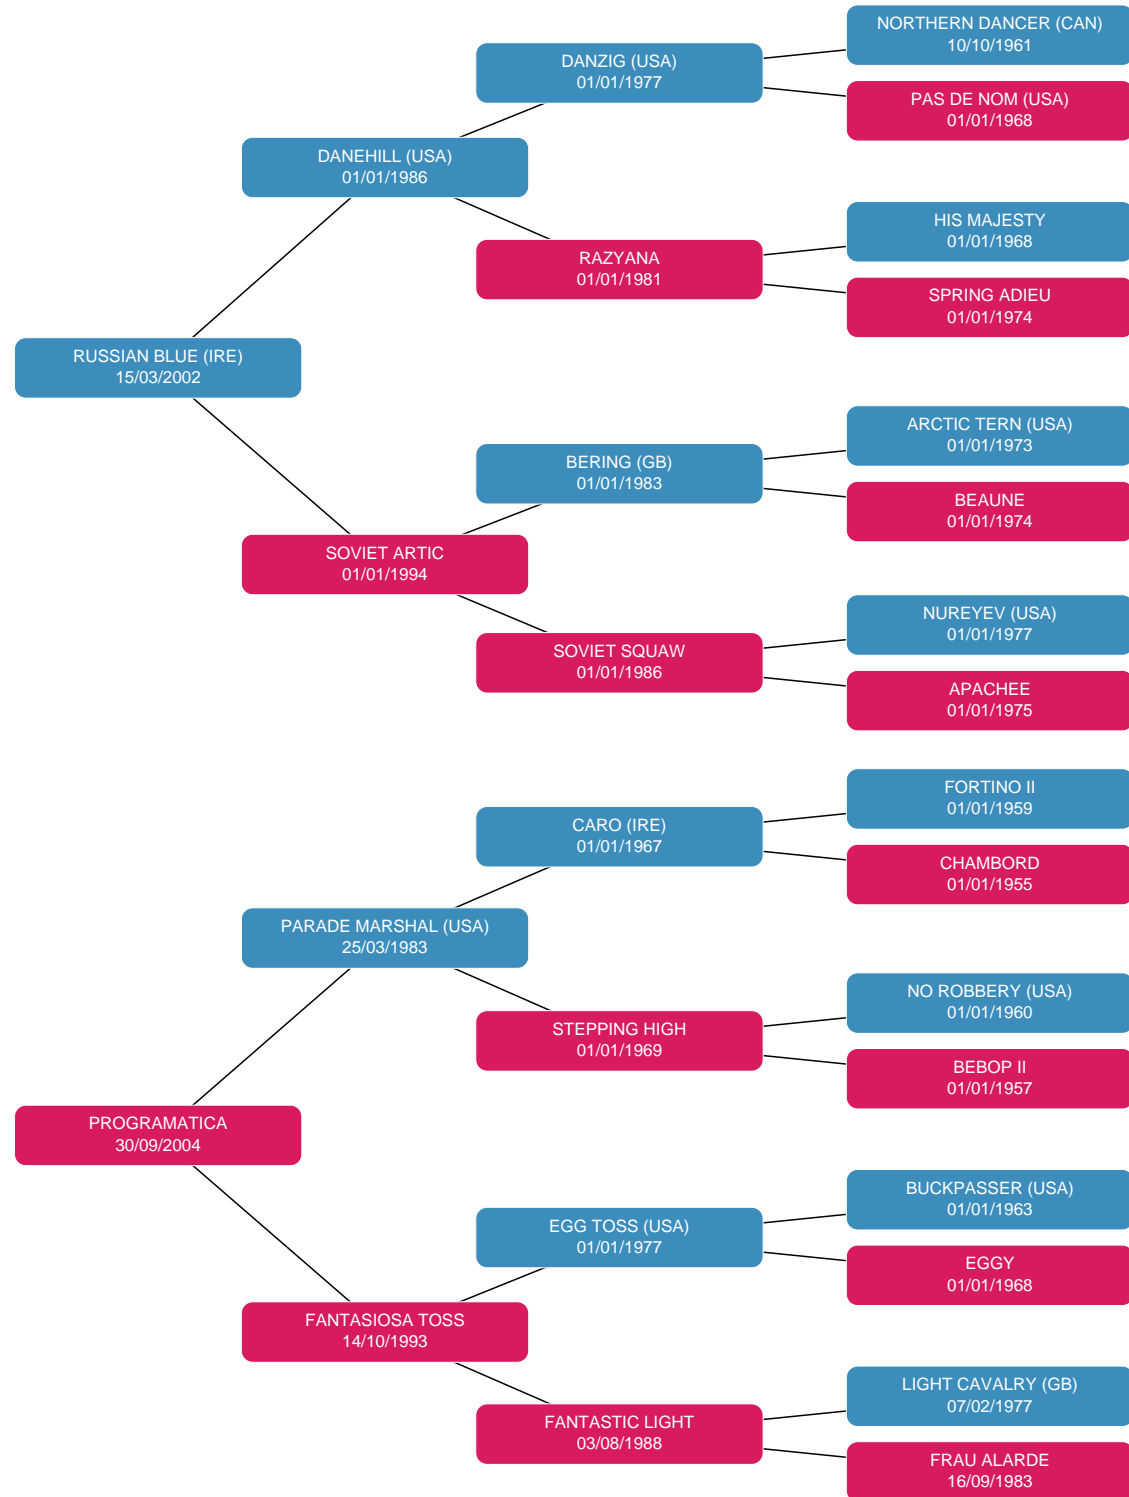 NORTHERN DANCER (CAN)
10/10/1961
DANZIG (USA)
01/01/1977
PAS DE NOM (USA)
01/01/1968
DANEHILL (USA)
01/01/1986
HIS MAJESTY
01/01/1968
RAZYANA
01/01/1981
SPRING ADIEU
01/01/1974
RUSSIAN BLUE (IRE)
15/03/2002
ARCTIC TERN (USA)
01/01/1973
BERING (GB)
01/01/1983
BEAUNE
01/01/1974
SOVIET ARTIC
01/01/1994
NUREYEV (USA)
01/01/1977
SOVIET SQUAW
01/01/1986
APACHEE
01/01/1975
FORTINO II
01/01/1959
CARO (IRE)
01/01/1967
CHAMBORD
01/01/1955
PARADE MARSHAL (USA)
25/03/1983
NO ROBBERY (USA)
01/01/1960
STEPPING HIGH
01/01/1969
BEBOP II
01/01/1957
PROGRAMATICA
30/09/2004
BUCKPASSER (USA)
01/01/1963
EGG TOSS (USA)
01/01/1977
EGGY
01/01/1968
FANTASIOSA TOSS
14/10/1993
LIGHT CAVALRY (GB)
07/02/1977
FANTASTIC LIGHT
03/08/1988
FRAU ALARDE
16/09/1983